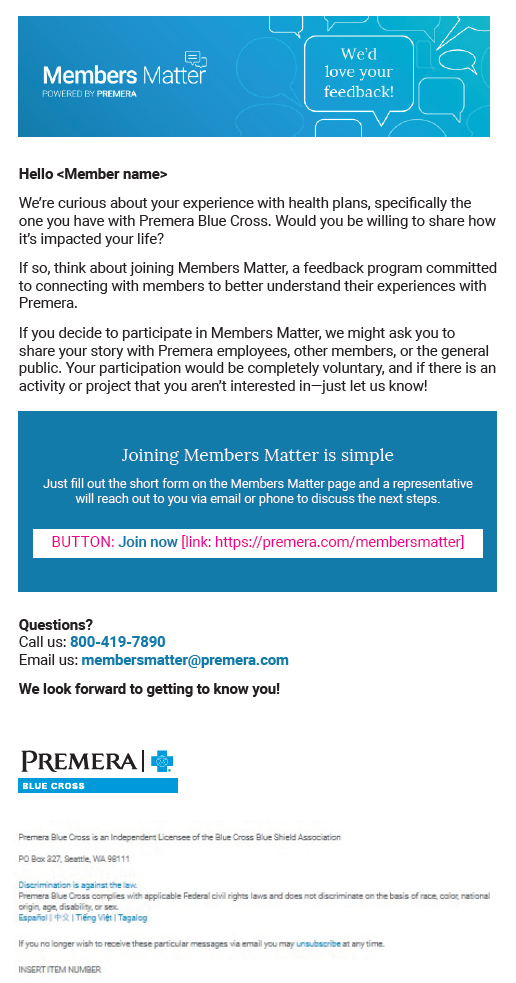 Members Matter
POWERED BY PREMERA
We'd
love your
feedback!
Hello <Member name>
We're curious about your experience with health plans, specifically the
one you have with Premera Blue Cross. Would you be willing to share how
it's impacted your life?
If so, think about joining Members Matter, a feedback program committed
to connecting with members to better understand their experiences with
Premera.
If you decide to participate in Members Matter, we might ask you to
share your story with Premera employees, other members, or the general
public. Your participation would be completely voluntary, and if there is an
activity or project that you aren't interested in—just let us know!
Joining Members Matter is simple
Just fill out the short form on the Members Matter page and a representative
will reach out to you via email or phone to discuss the next steps.
BUTTON: Join now [link: https://premera.com/membersmatter]
Questions?
Call us: 800-419-7890
Email us: membersmatter@premera.com
We look forward to getting to know you!
PREMERA
BLUE CROSS
Premera Blue Cross is an Independent Licensee of the Blue Cross Blue Shield Association
PO Box 327, Seattle, WA 98111
Discrimination is against the law.
Premera Blue Cross complies with applicable Federal civil rights laws and does not discriminate on the basis of race, color, national
origin, age, disability, or sex.
Español | 中文 | Tiếng Việt | Tagalog
If you no longer wish to receive these particular messages via email you may unsubscribe at any time.
INSERT ITEM NUMBER